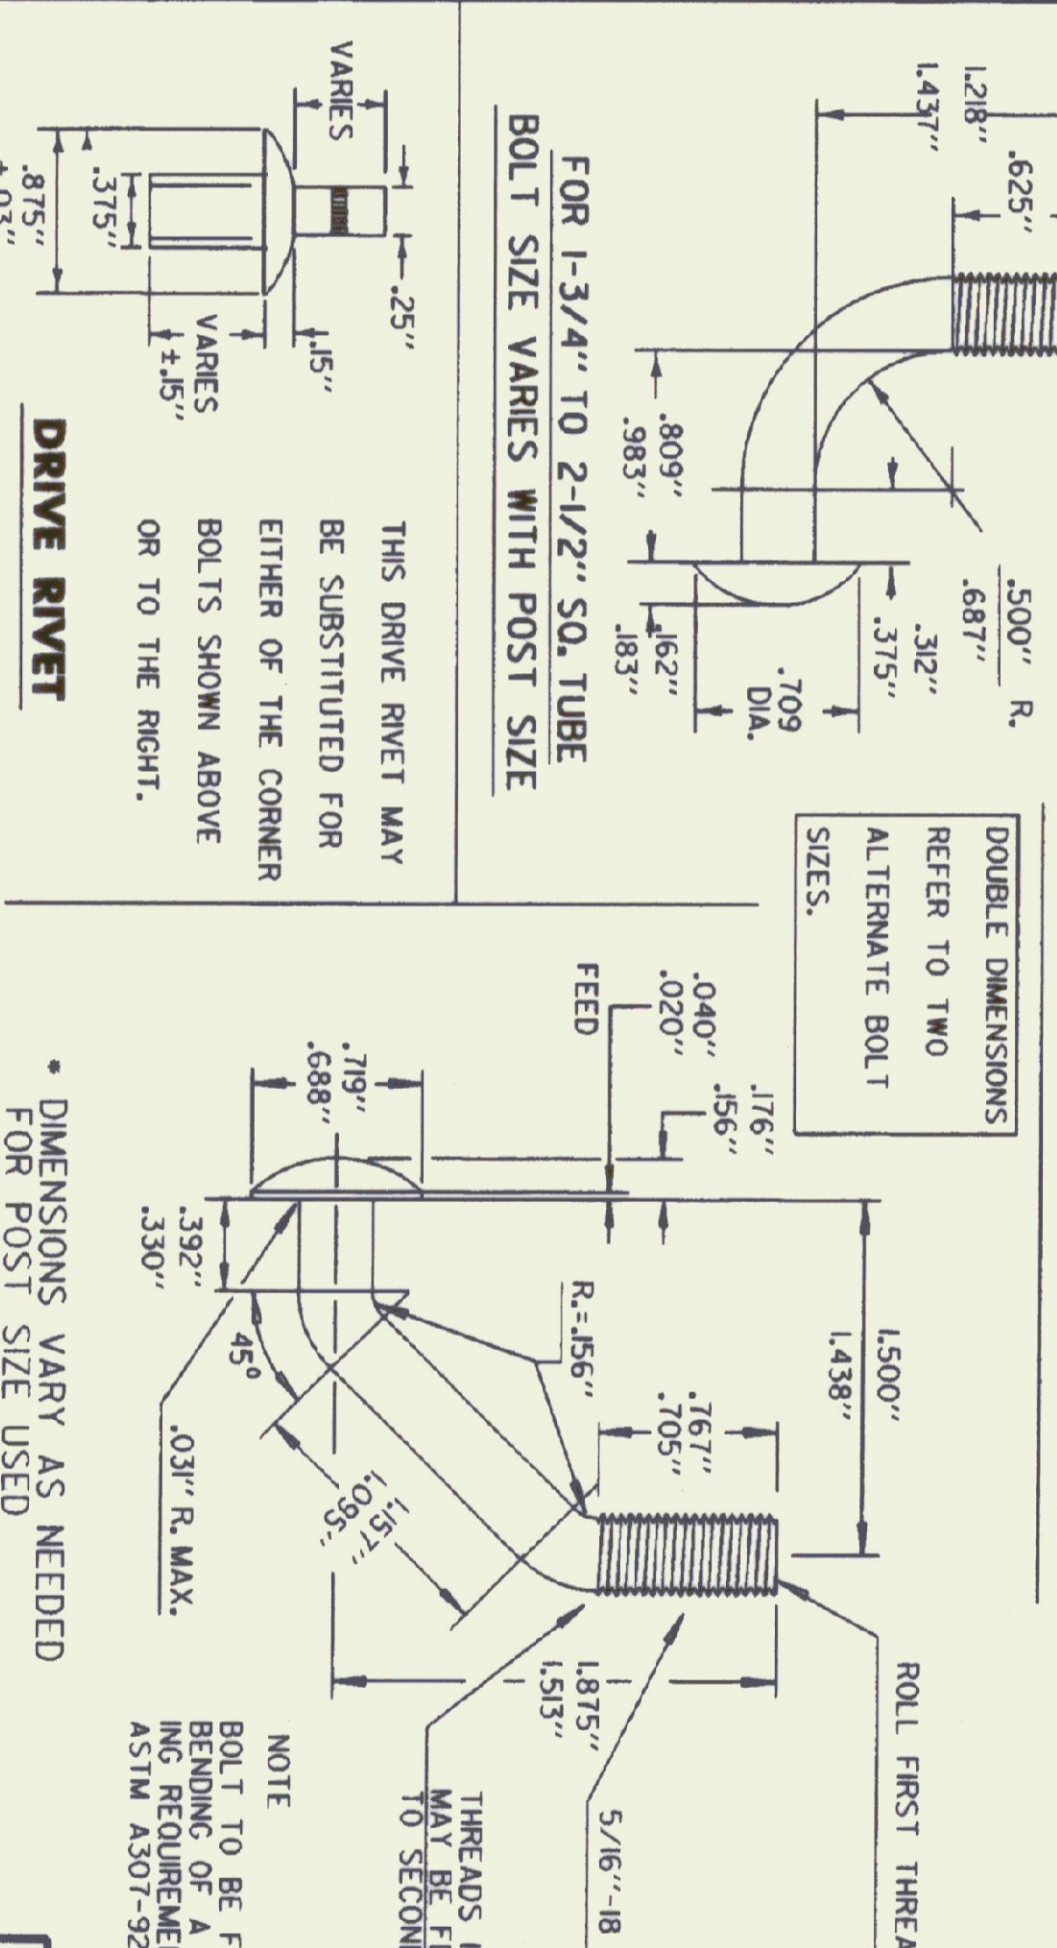 1.218"
1.437"
.625"
.500" R.
.687"
.312"
.375"
.809"
.983"
.162"
.183"
.709
DIA.
FOR 1-3/4" TO 2-1/2" SQ. TUBE
BOLT SIZE VARIES WITH POST SIZE
VARIES
.25"
.15"
VARIES
±.15"
.375"
.875"
±.03"
THIS DRIVE RIVET MAY
BE SUBSTITUTED FOR
EITHER OF THE CORNER
BOLTS SHOWN ABOVE
OR TO THE RIGHT.
DRIVE RIVET
DOUBLE DIMENSIONS
REFER TO TWO
ALTERNATE BOLT
SIZES.
.040"
.020"
FEED
.176"
.156"
.719"
.688"
1.500"
1.438"
R.=.156"
.767"
.705"
.392"
.330"
45°
1.157"
1.095"
.031" R. MAX.
1.875"
1.513"
ROLL FIRST THREA
5/16"-18
THREADS
MAY BE F
TO SECON
* DIMENSIONS VARY AS NEEDED
FOR POST SIZE USED
NOTE
BOLT TO BE F
BENDING OF A
ING REQUIREME
ASTM A307-92